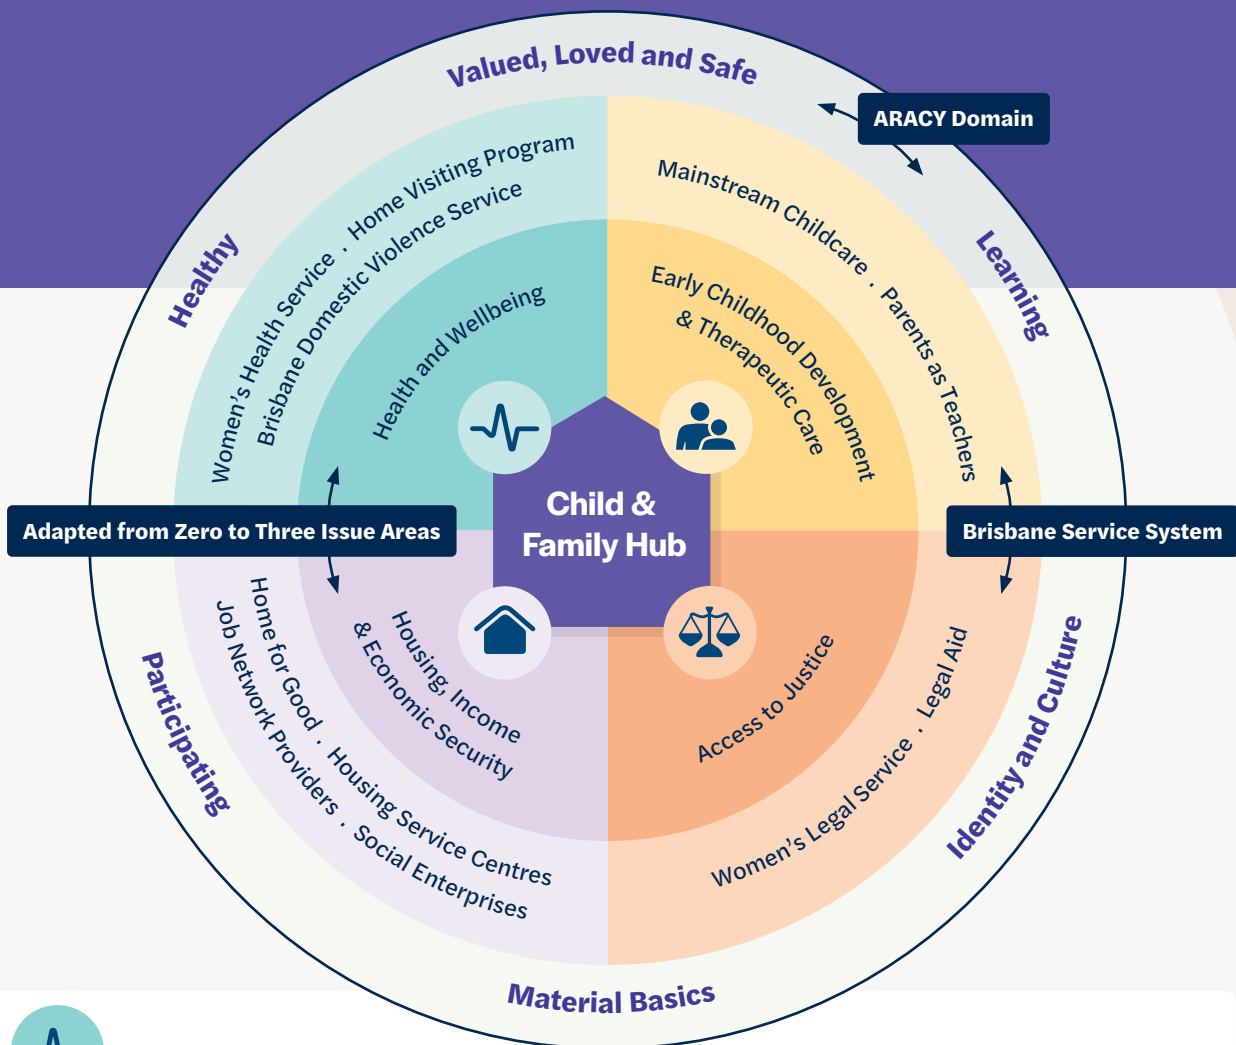 Valued, Loved and Safe
ARACY Domain
Healthy
Learning
Women’s Health Service . Home Visiting Program
Brisbane Domestic Violence Service
Health and Wellbeing
Mainstream Childcare . Parents as Teachers
Early Childhood Development
& Therapeutic Care
Child &
Family Hub
Adapted from Zero to Three Issue Areas
Brisbane Service System
Housing, Income
& Economic Security
Home for Good . Housing Service Centres
Job Network Providers . Social Enterprises
Access to Justice
Women’s Legal Service . Legal Aid
Participating
Identity and Culture
Material Basics